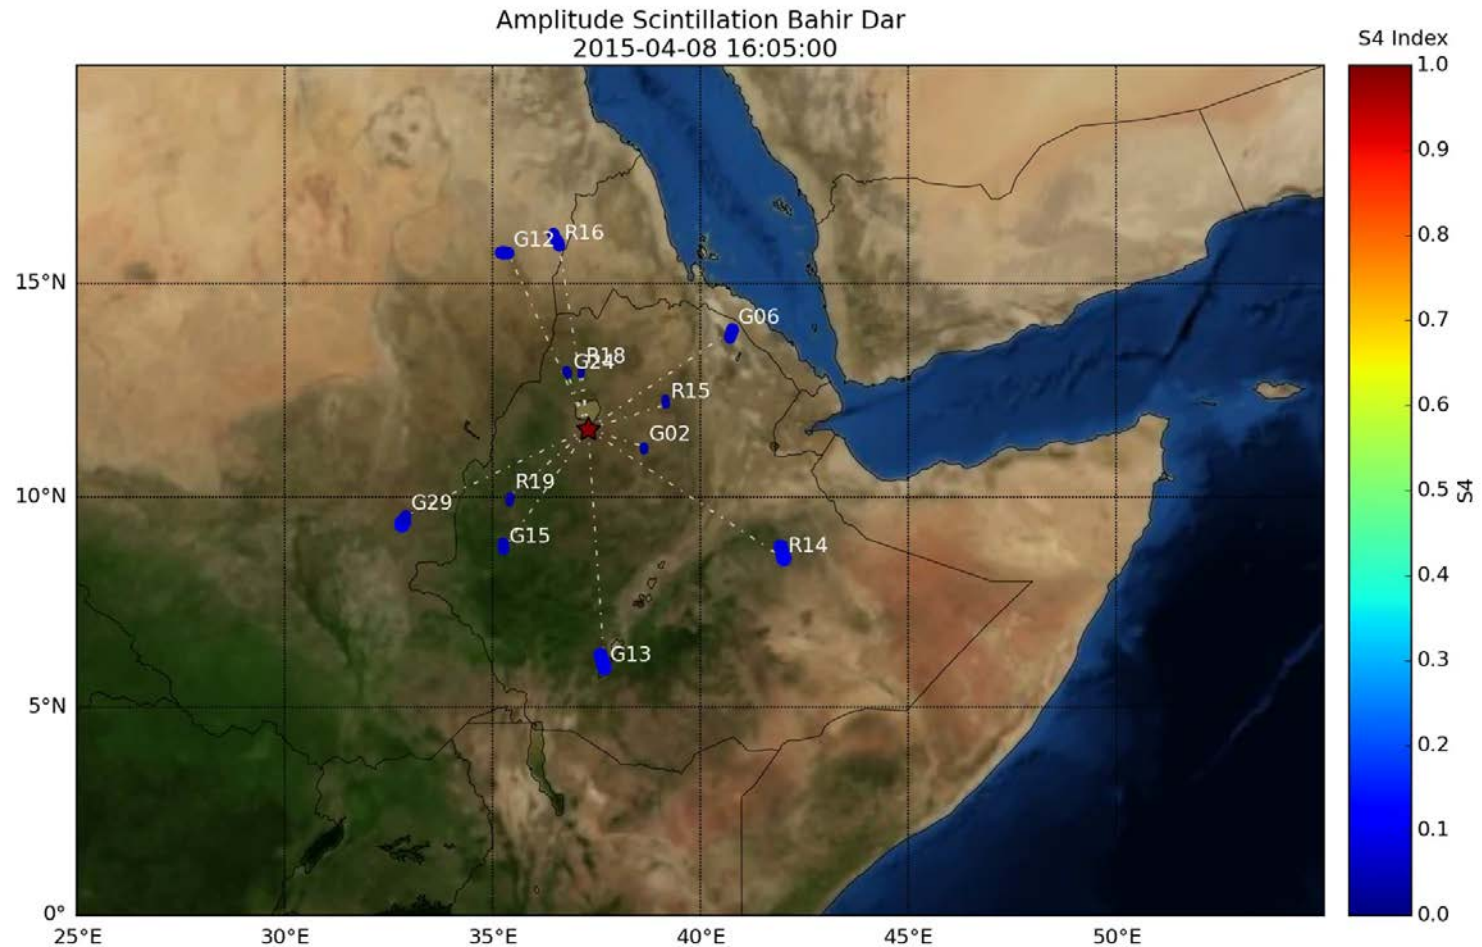 Amplitude Scintillation Bahir Dar
2015-04-08 16:05:00
S4 Index
1.0
0.9
0.8
0.7
0.6
0.5
0.4
0.3
0.2
0.1
0.0
S4
G12
R16
G06
R18
G24
R15
G02
R19
G29
G15
R14
G13
15°N
10°N
5°N
0°
25°E
30°E
35°E
40°E
45°E
50°E